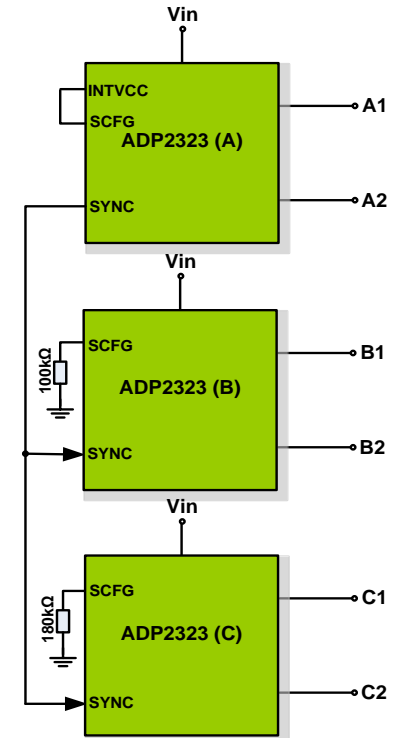 Vin
INTVCC
SCFG
ADP2323 (A)
SYNC
A1
A2
Vin
100kΩ
SCFG
ADP2323 (B)
SYNC
B1
B2
Vin
180kΩ
SCFG
ADP2323 (C)
SYNC
C1
C2